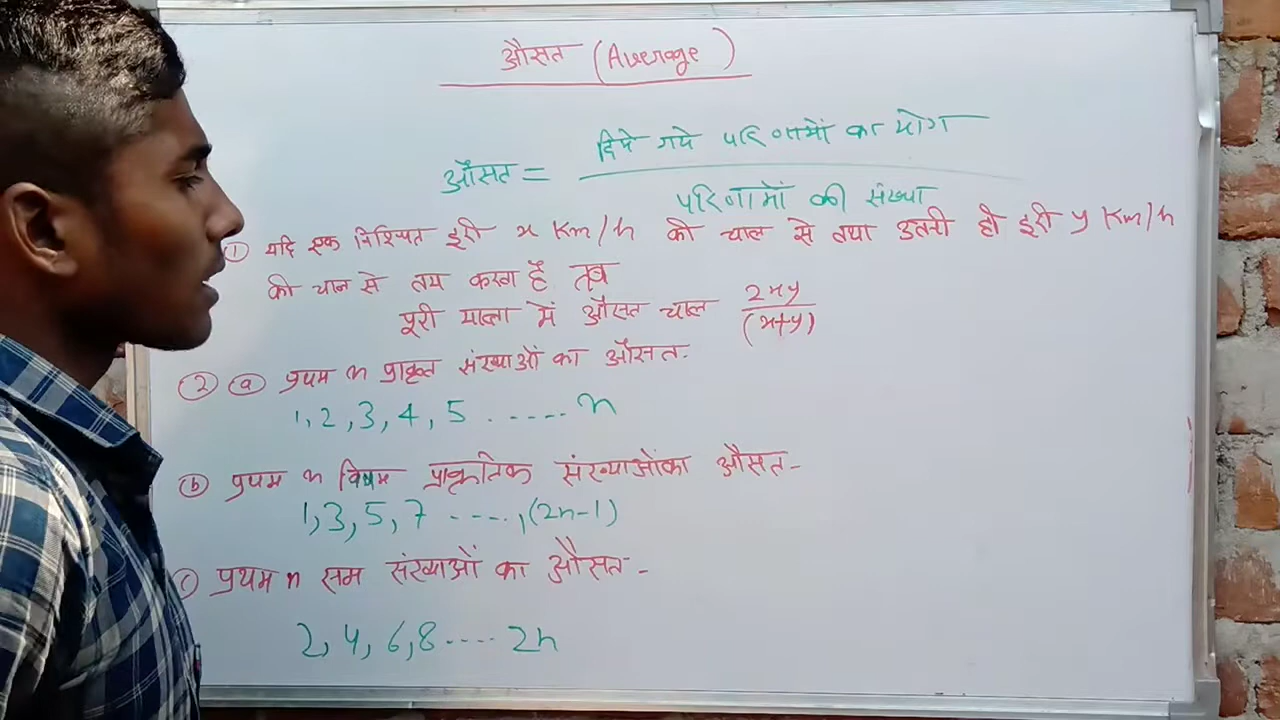 औसत (Average)
दिये गये परिणामों का योग
औसत =
परिणामों की संख्या
① यदि एक निश्चित दूरी x Km/h की चाल से तथा उतनी ही दूरी y Km/h
की चाल से तय करता है तब
पूरी यात्रा में औसत चाल 2xy/(x+y)
② ⓐ प्रथम n प्राकृत संख्याओं का औसत-
1, 2, 3, 4, 5 ...... n
ⓑ प्रथम n विषम प्राकृतिक संख्याओंका औसत-
1, 3, 5, 7 ----, (2n-1)
ⓒ प्रथम n सम संख्याओं का औसत-
2, 4, 6, 8 ---- 2n